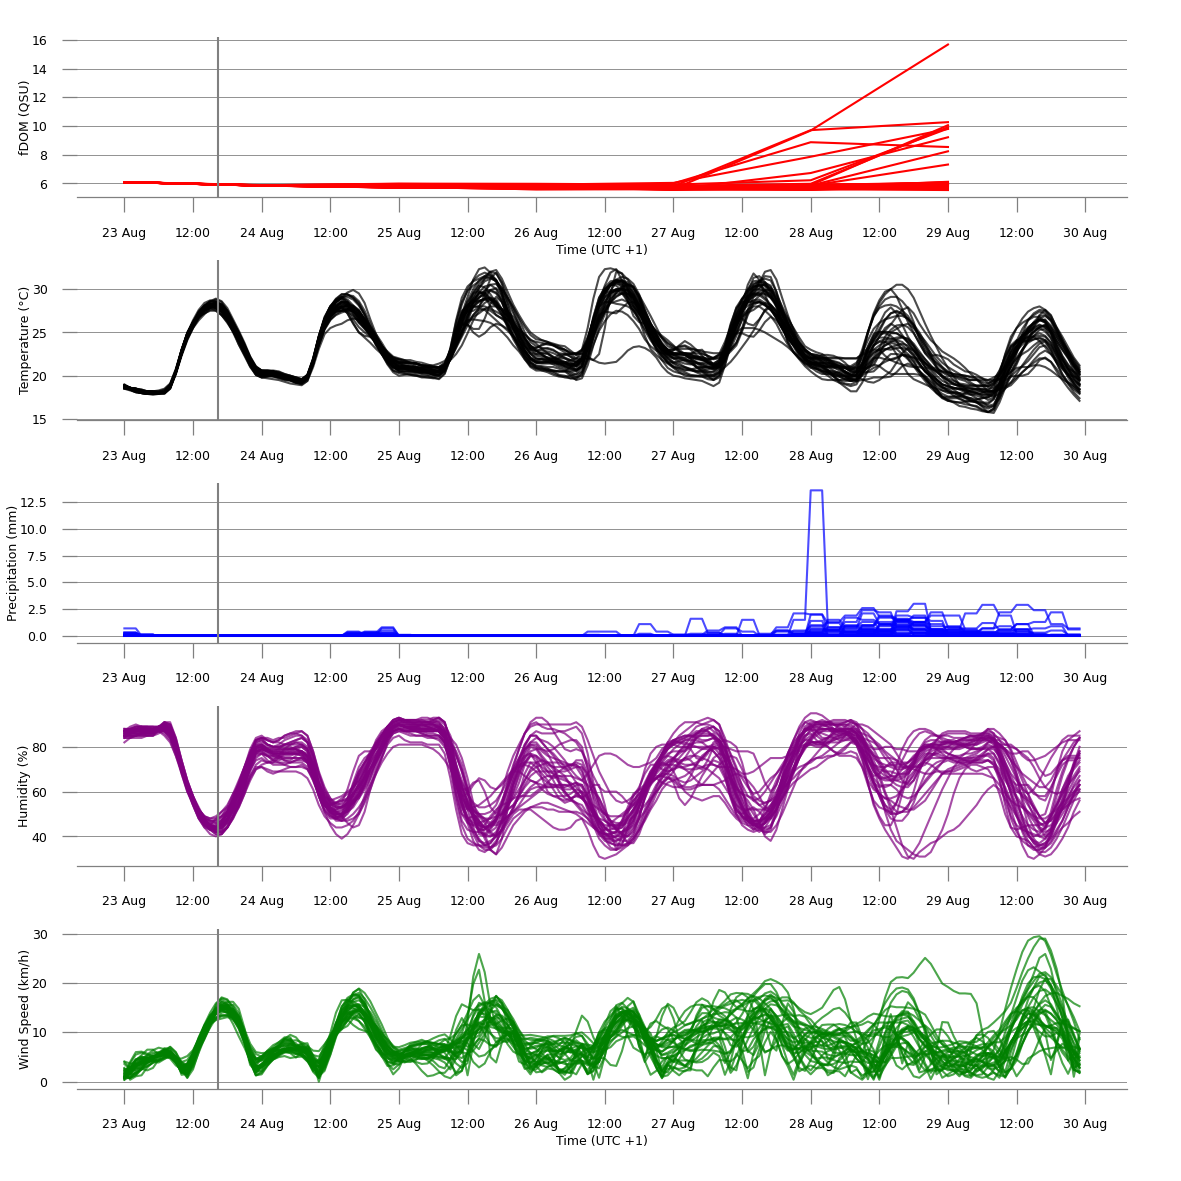 fDOM (QSU)
16
14
12
10
8
6
23 Aug 12:00 24 Aug 12:00 25 Aug 12:00 26 Aug 12:00 27 Aug 12:00 28 Aug 12:00 29 Aug 12:00 30 Aug
Time (UTC +1)
Temperature (°C)
30
25
20
15
23 Aug 12:00 24 Aug 12:00 25 Aug 12:00 26 Aug 12:00 27 Aug 12:00 28 Aug 12:00 29 Aug 12:00 30 Aug
Precipitation (mm)
12.5
10.0
7.5
5.0
2.5
0.0
23 Aug 12:00 24 Aug 12:00 25 Aug 12:00 26 Aug 12:00 27 Aug 12:00 28 Aug 12:00 29 Aug 12:00 30 Aug
Humidity (%)
80
60
40
23 Aug 12:00 24 Aug 12:00 25 Aug 12:00 26 Aug 12:00 27 Aug 12:00 28 Aug 12:00 29 Aug 12:00 30 Aug
Wind Speed (km/h)
30
20
10
0
23 Aug 12:00 24 Aug 12:00 25 Aug 12:00 26 Aug 12:00 27 Aug 12:00 28 Aug 12:00 29 Aug 12:00 30 Aug
Time (UTC +1)